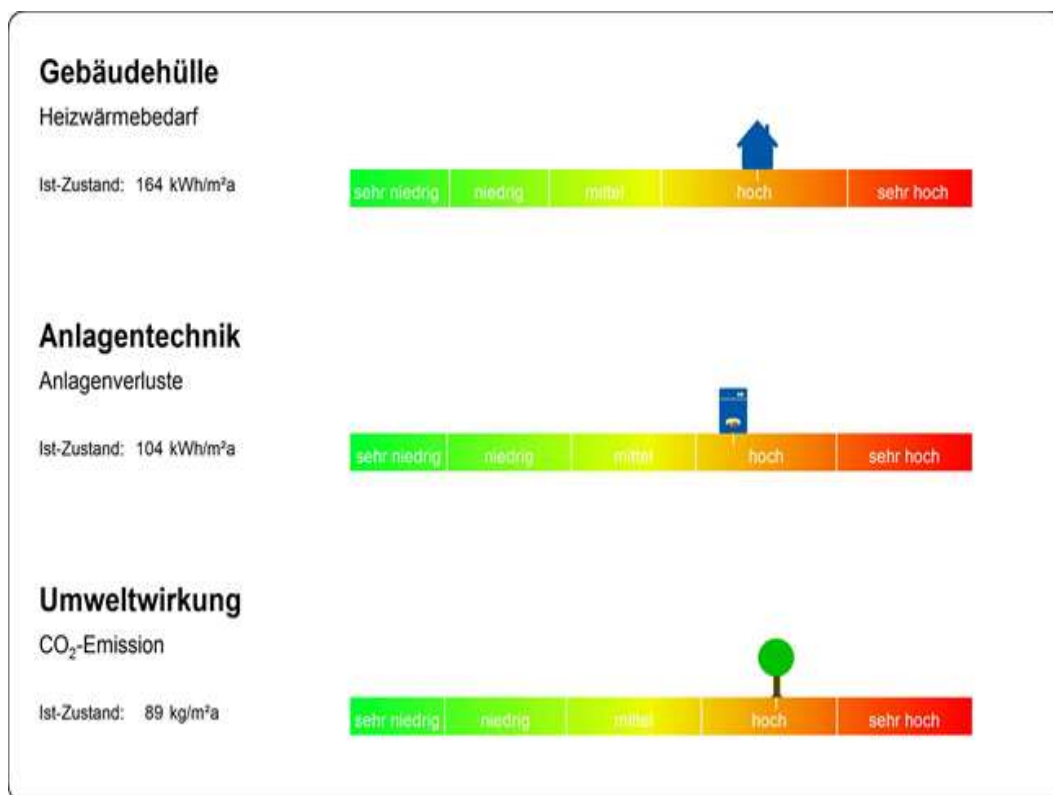 Gebäudehülle
Heizwärmebedarf
Ist-Zustand: 164 kWh/m²a
sehr niedrig niedrig mittel hoch sehr hoch
Anlagentechnik
Anlagenverluste
Ist-Zustand: 104 kWh/m²a
sehr niedrig niedrig mittel hoch sehr hoch
Umweltwirkung
CO₂-Emission
Ist-Zustand: 89 kg/m²a
sehr niedrig niedrig mittel hoch sehr hoch